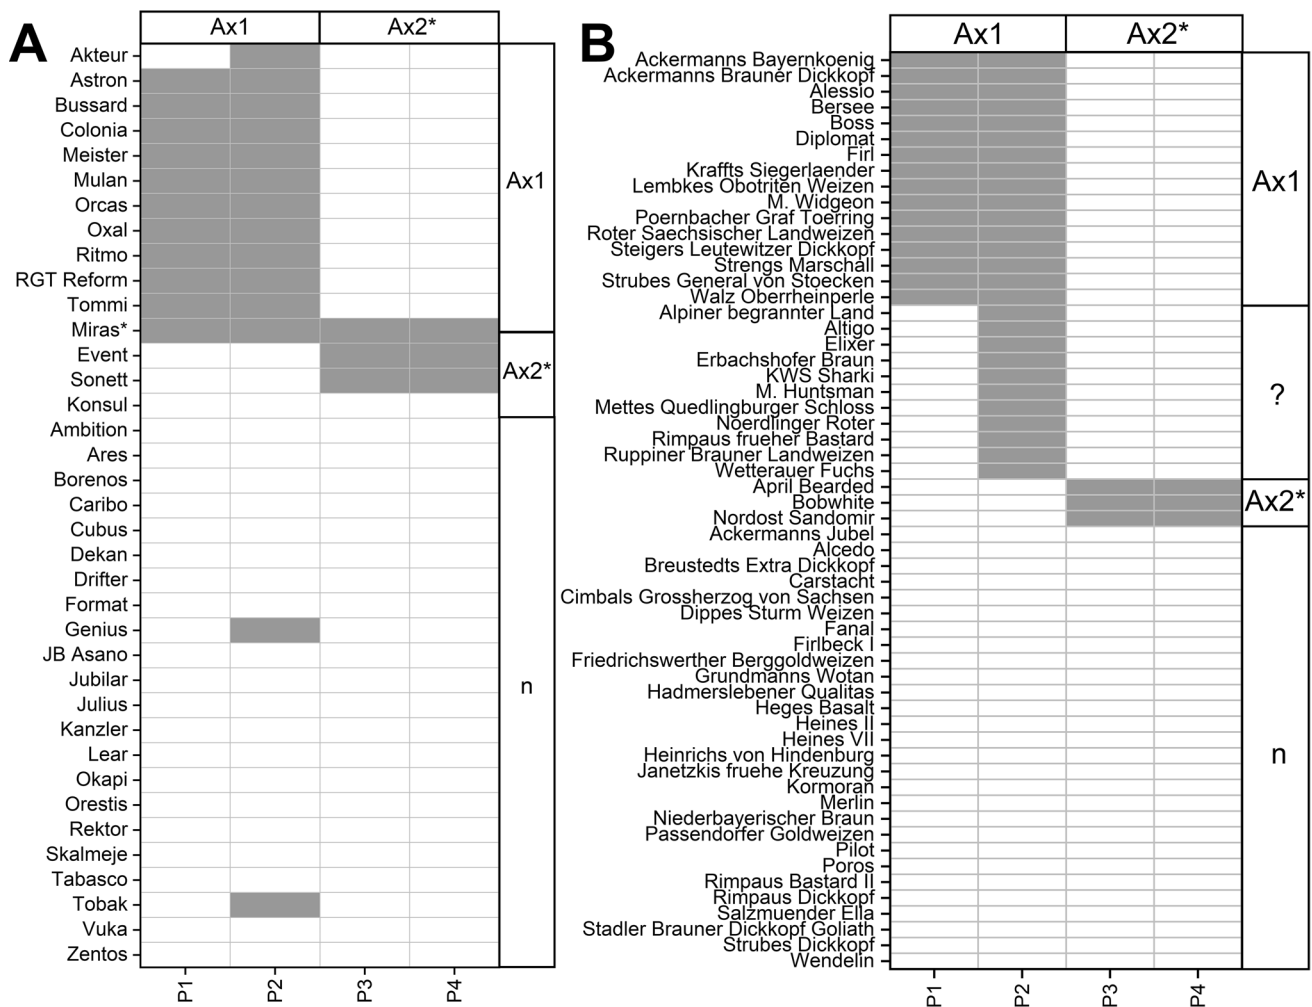 A
Ax1 Ax2*
Akteur
Astron
Bussard
Colonia
Meister
Mulan
Orcas
Oxal
Ritmo
RGT Reform
Tommi
Miras*
Event
Sonett
Konsul
Ambition
Ares
Borenos
Caribo
Cubus
Dekan
Drifter
Format
Genius
JB Asano
Jubilar
Julius
Kanzler
Lear
Okapi
Orestis
Rektor
Skalmeje
Tabasco
Tobak
Vuka
Zentos
Ax1
Ax2*
n
P1 P2 P3 P4
B
Ax1 Ax2*
Ackermanns Bayernkoenig
Ackermanns Brauner Dickkopf
Alessio
Bersee
Boss
Diplomat
Firl
Kraffts Siegerlaender
Lembkes Obotriten Weizen
M. Widgeon
Poernbacher Graf Toerring
Roter Saechsischer Landweizen
Steigers Leutewitzer Dickkopf
Strengs Marschall
Strubes General von Stoecken
Walz Oberrheinperle
Alpiner begrannter Land
Altigo
Elixer
Erbachshofer Braun
KWS Sharki
M. Huntsman
Mettes Quedlingburger Schloss
Noerdlinger Roter
Rimpaus frueher Bastard
Ruppiner Brauner Landweizen
Wetterauer Fuchs
April Bearded
Bobwhite
Nordost Sandomir
Ackermanns Jubel
Alcedo
Breustedts Extra Dickkopf
Carstacht
Cimbals Grossherzog von Sachsen
Dippes Sturm Weizen
Fanal
Firlbeck I
Friedrichswerther Berggoldweizen
Grundmanns Wotan
Hadmerslebener Qualitas
Heges Basalt
Heines II
Heines VII
Heinrichs von Hindenburg
Janetzkis fruehe Kreuzung
Kormoran
Merlin
Niederbayerischer Braun
Passendorfer Goldweizen
Pilot
Poros
Rimpaus Bastard II
Rimpaus Dickkopf
Salzmuender Ella
Stadler Brauner Dickkopf Goliath
Strubes Dickkopf
Wendelin
Ax1
?
Ax2*
n
P1 P2 P3 P4